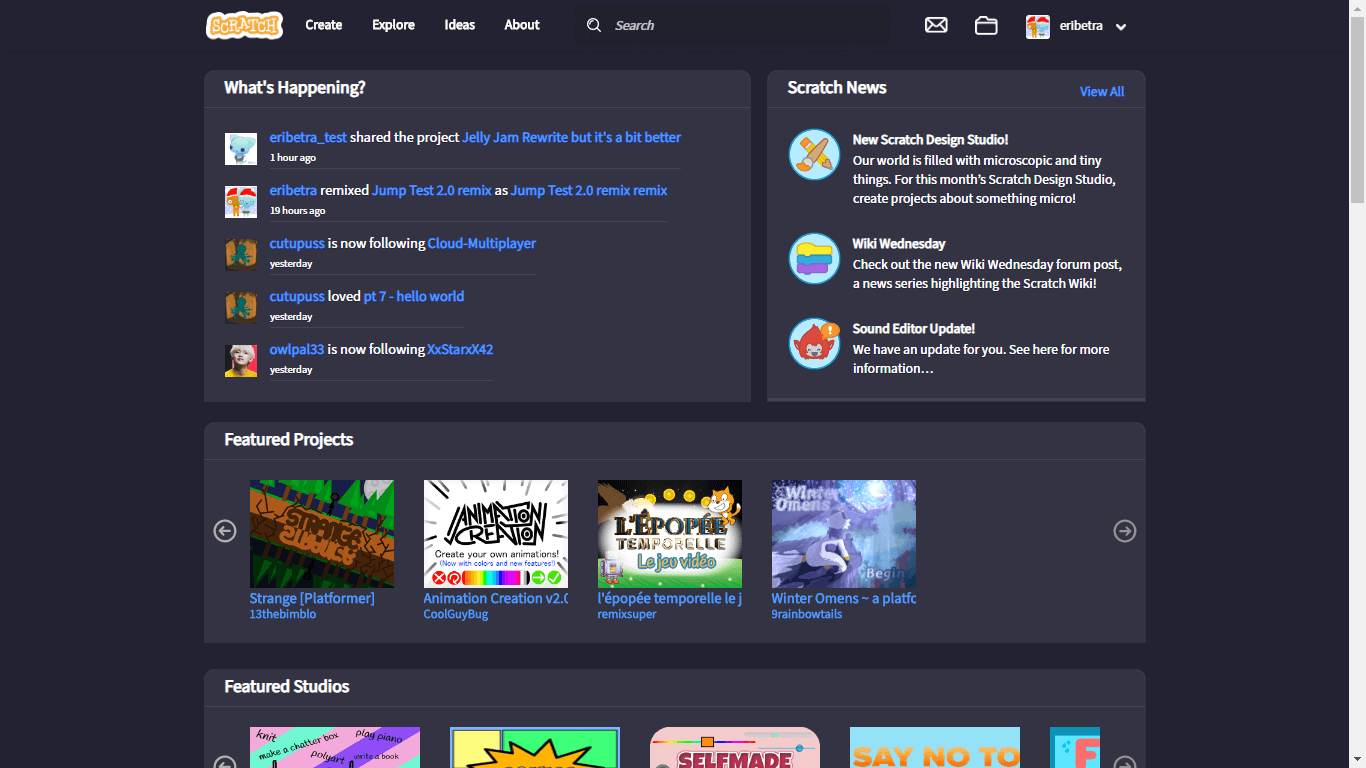 SCRATCH Create Explore Ideas About Search eribetra
What's Happening?
eribetra_test shared the project Jelly Jam Rewrite but it's a bit better
1 hour ago
eribetra remixed Jump Test 2.0 remix as Jump Test 2.0 remix remix
19 hours ago
cutupuss is now following Cloud-Multiplayer
yesterday
cutupuss loved pt 7 - hello world
yesterday
owlpal33 is now following XxStarxX42
yesterday
Scratch News View All
New Scratch Design Studio!
Our world is filled with microscopic and tiny
things. For this month’s Scratch Design Studio,
create projects about something micro!
Wiki Wednesday
Check out the new Wiki Wednesday forum post,
a news series highlighting the Scratch Wiki!
Sound Editor Update!
We have an update for you. See here for more
information…
Featured Projects
STRANGE
Strange [Platformer]
13thebimblo
ANIMATION
CREATION
Create your own animations!
(Now with colors and new features!)
Animation Creation v2.0
CoolGuyBug
L'ÉPOPÉE
TEMPORELLE
Le jeu vidéo
l'épopée temporelle le j
remixsuper
Winter
Omens
Begin
Winter Omens ~ a platfo
9rainbowtails
Featured Studios
knit
play piano
make a chatter box
polyart
write a book
SELFMADE
SAY NO TO
F